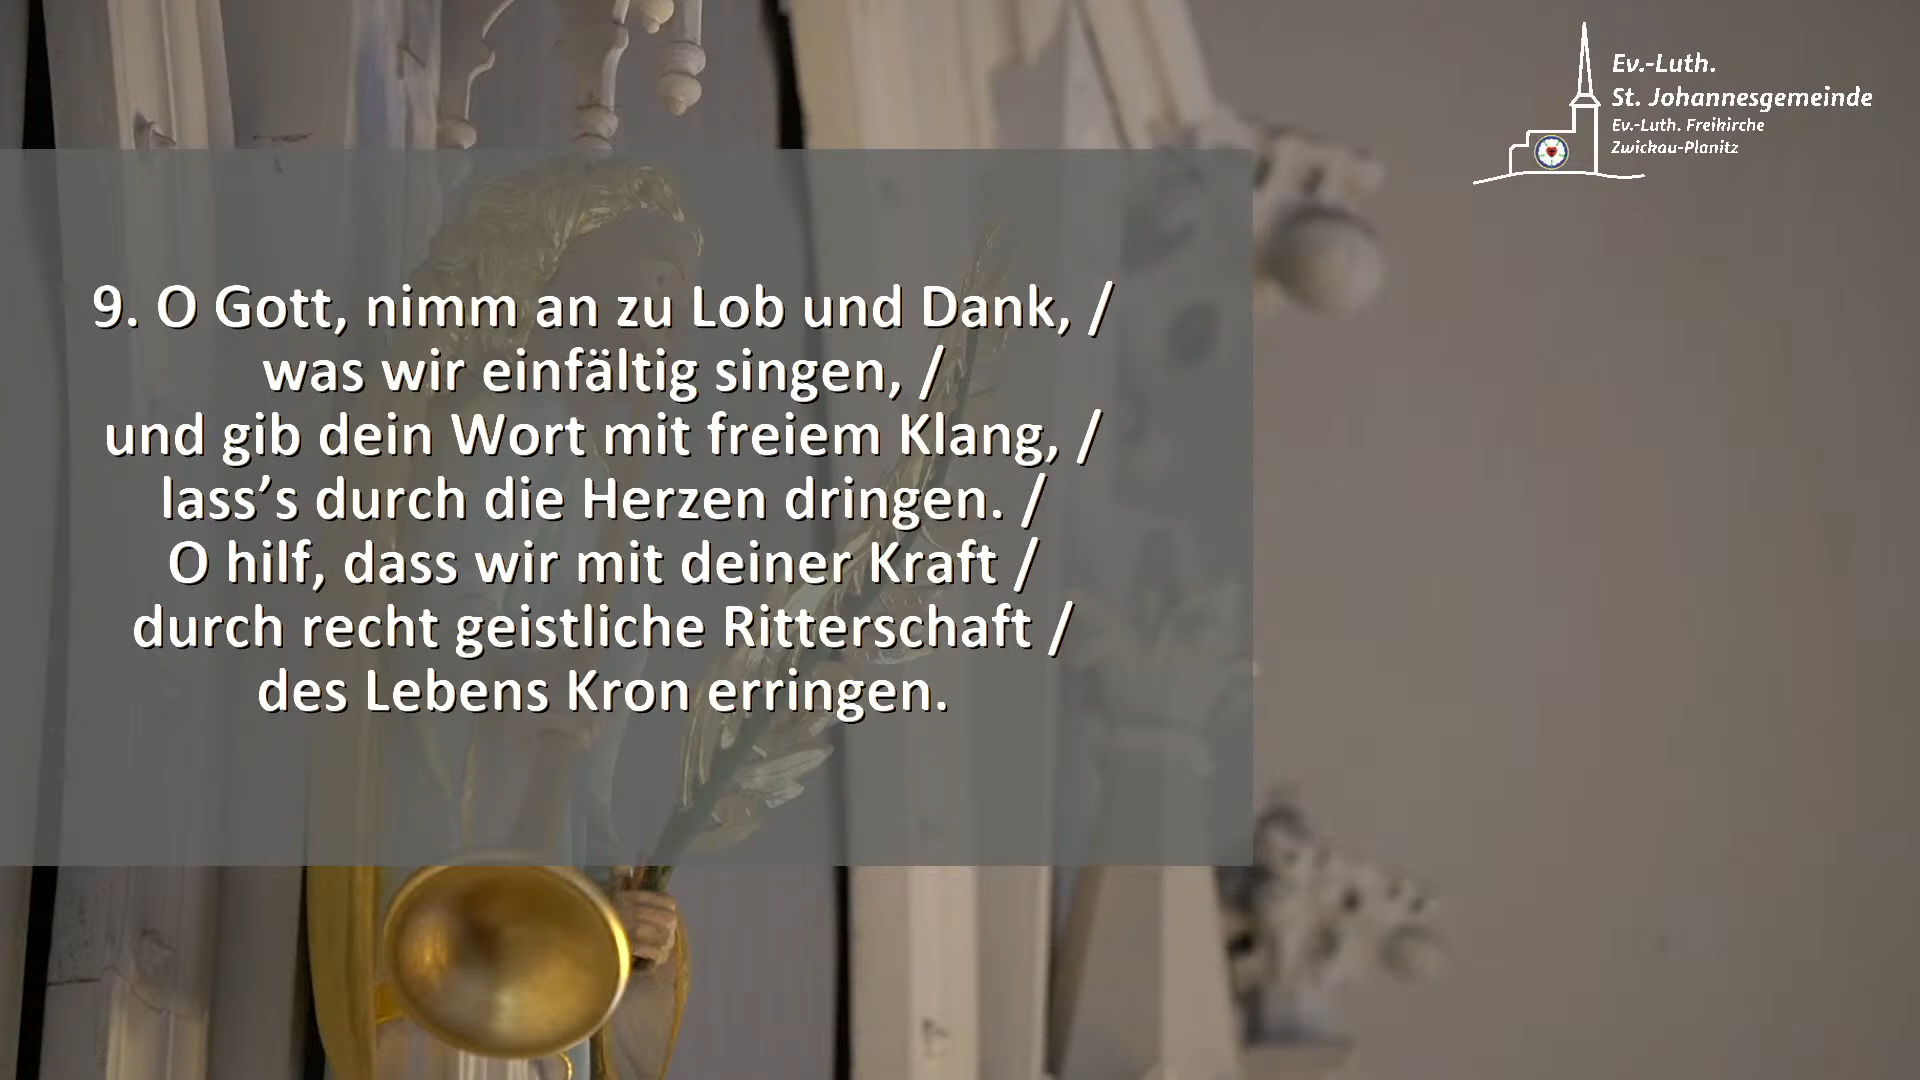 Ev.-Luth.
St. Johannesgemeinde
Ev.-Luth. Freikirche
Zwickau-Planitz
9. O Gott, nimm an zu Lob und Dank, /
was wir einfältig singen, /
und gib dein Wort mit freiem Klang, /
lass’s durch die Herzen dringen. /
O hilf, dass wir mit deiner Kraft /
durch recht geistliche Ritterschaft /
des Lebens Kron erringen.